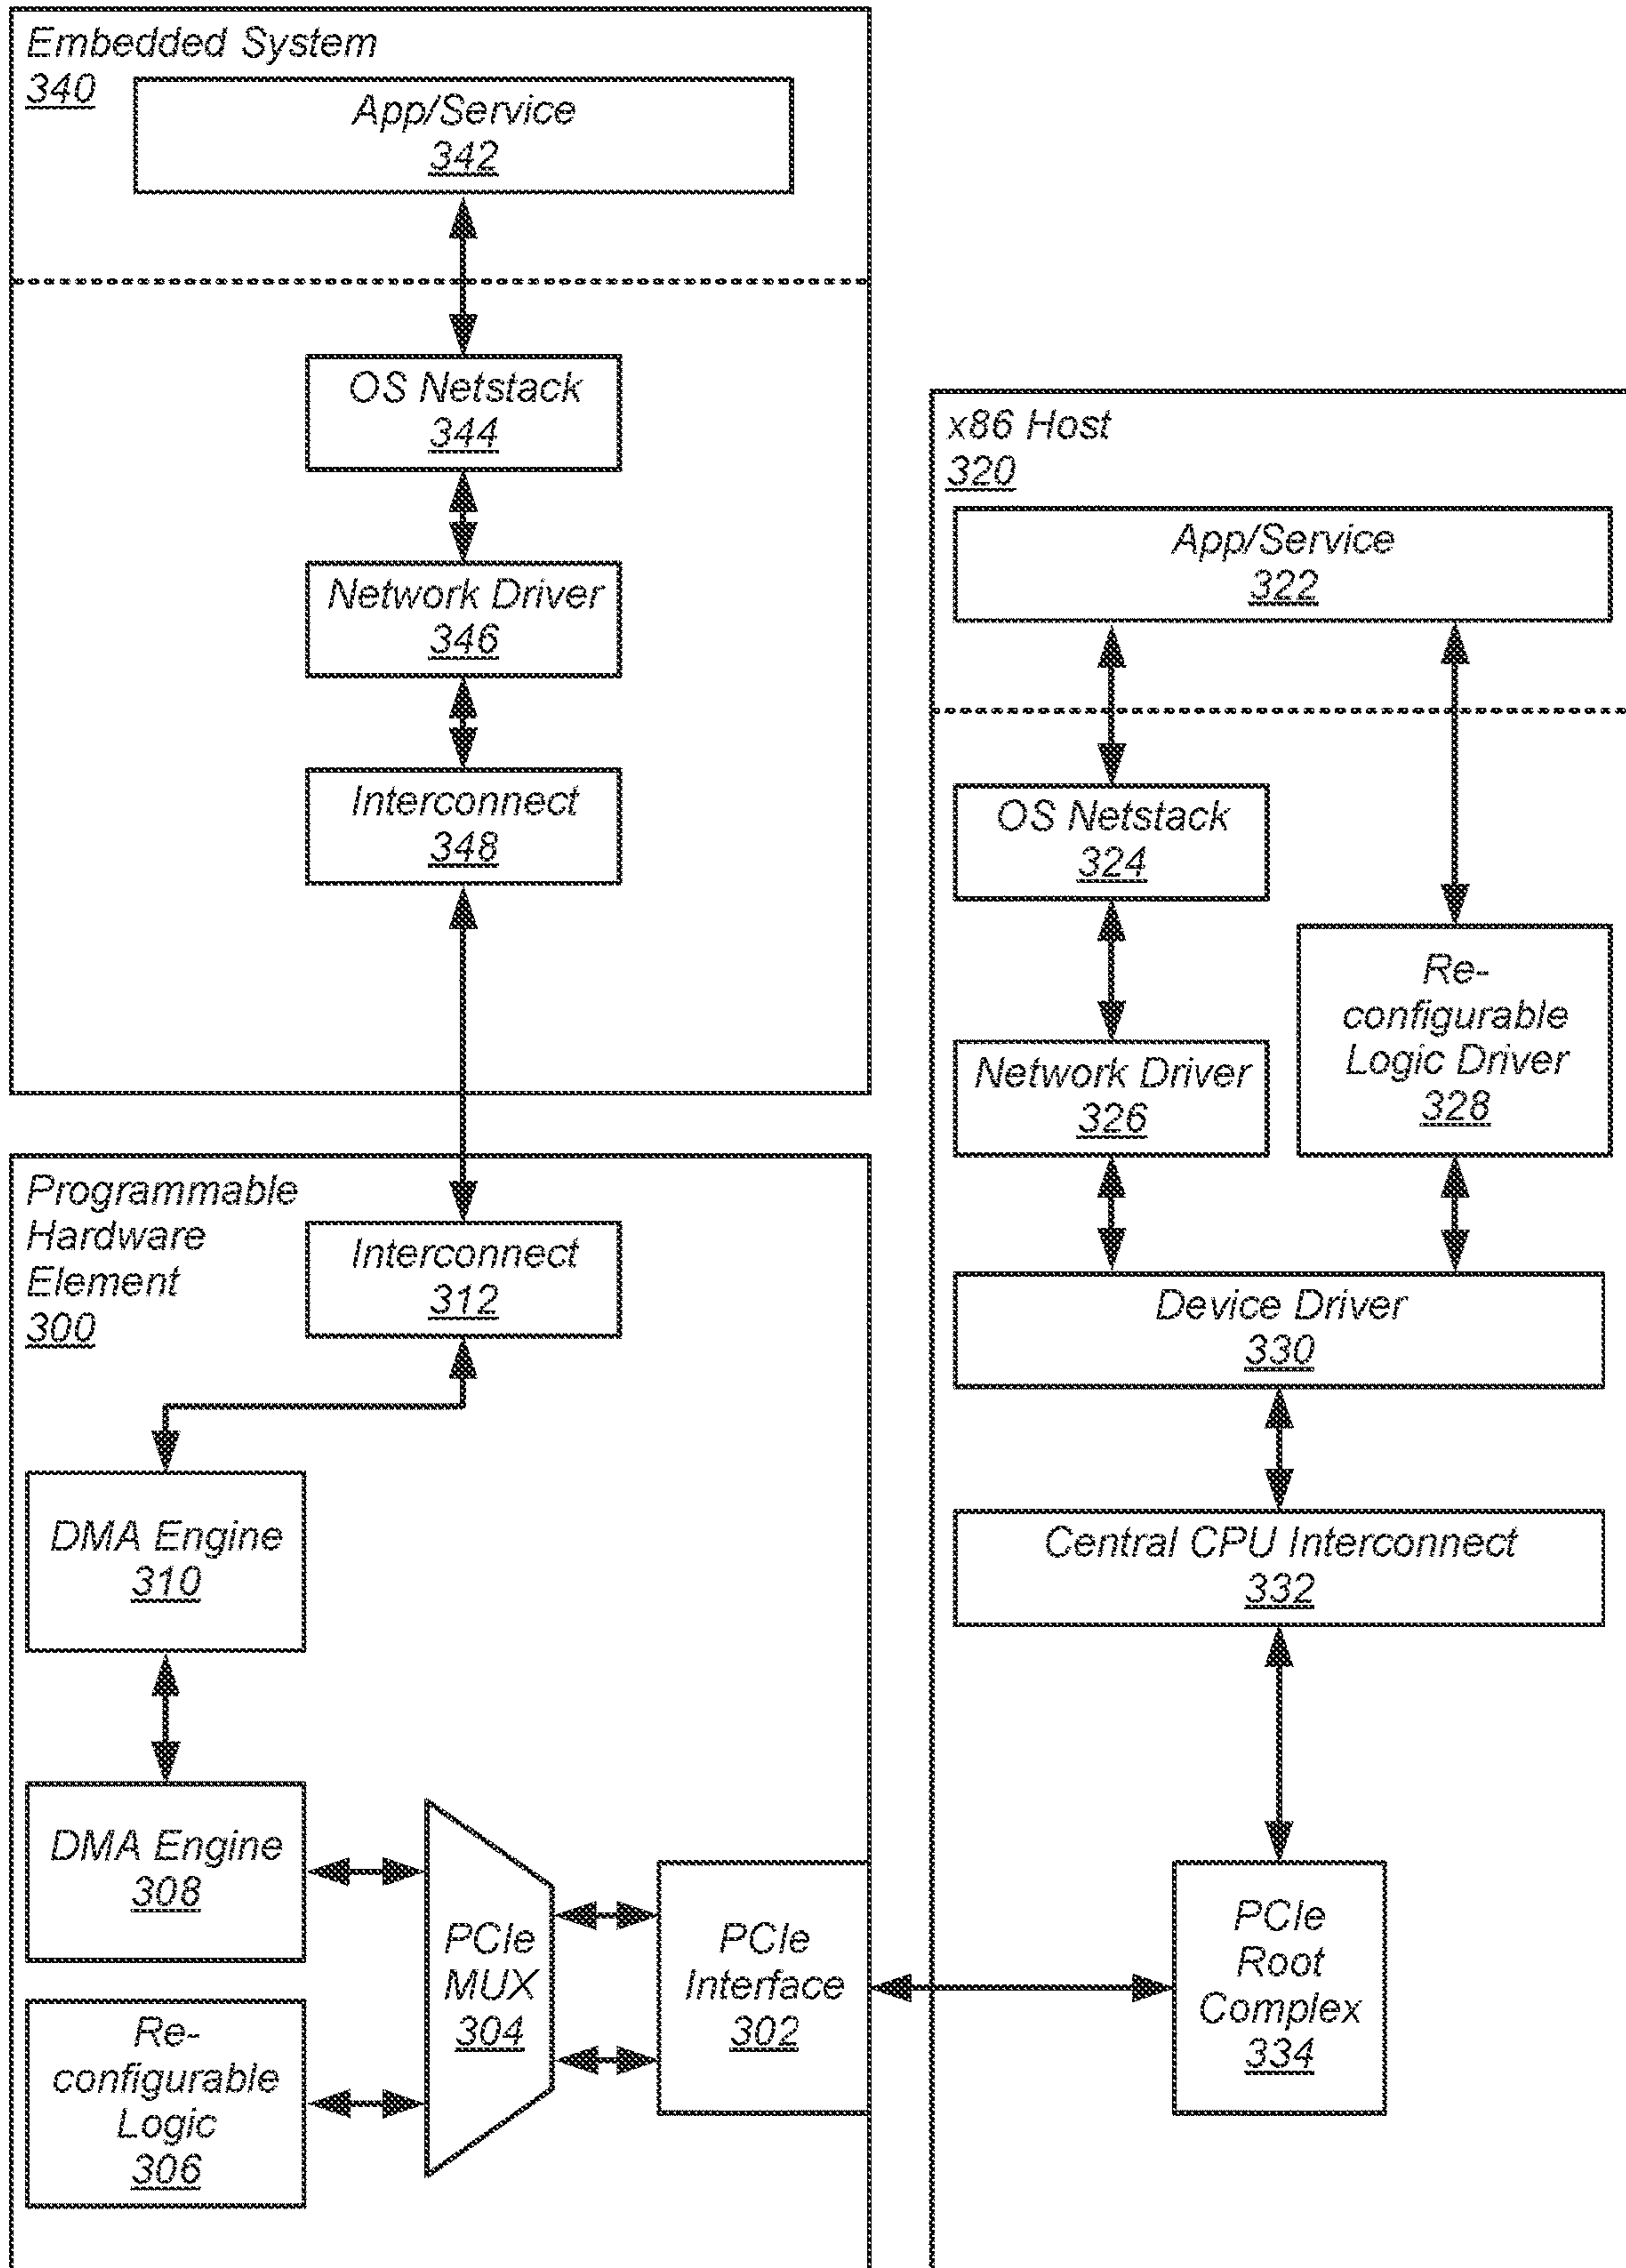 Embedded System
340
App/Service
342
OS Netstack
344
Network Driver
346
Interconnect
348
x86 Host
320
App/Service
322
OS Netstack
324
Network Driver
326
Re-
configurable
Logic Driver
328
Device Driver
330
Central CPU Interconnect
332
PCIe
Root
Complex
334
Programmable
Hardware
Element
300
Interconnect
312
DMA Engine
310
DMA Engine
308
Re-
configurable
Logic
306
PCIe
MUX
304
PCIe
Interface
302